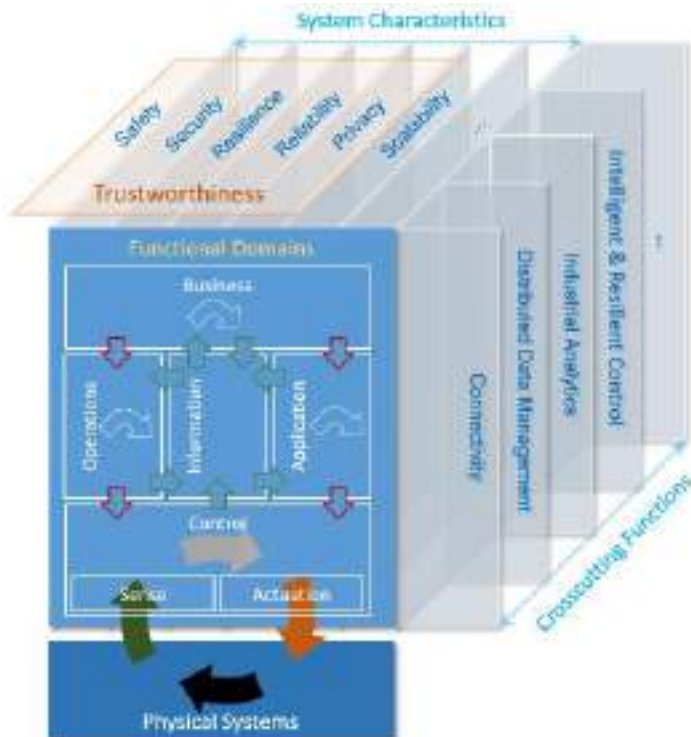 System Characteristics
Safety
Security
Resilience
Reliability
Privacy
Scalability
...
Trustworthiness
Functional Domains
Business
Operations
Information
Application
Control
Sense
Actuation
Physical Systems
Connectivity
Distributed Data Management
Industrial Analytics
Intelligent & Resilient Control
...
Crosscutting Functions